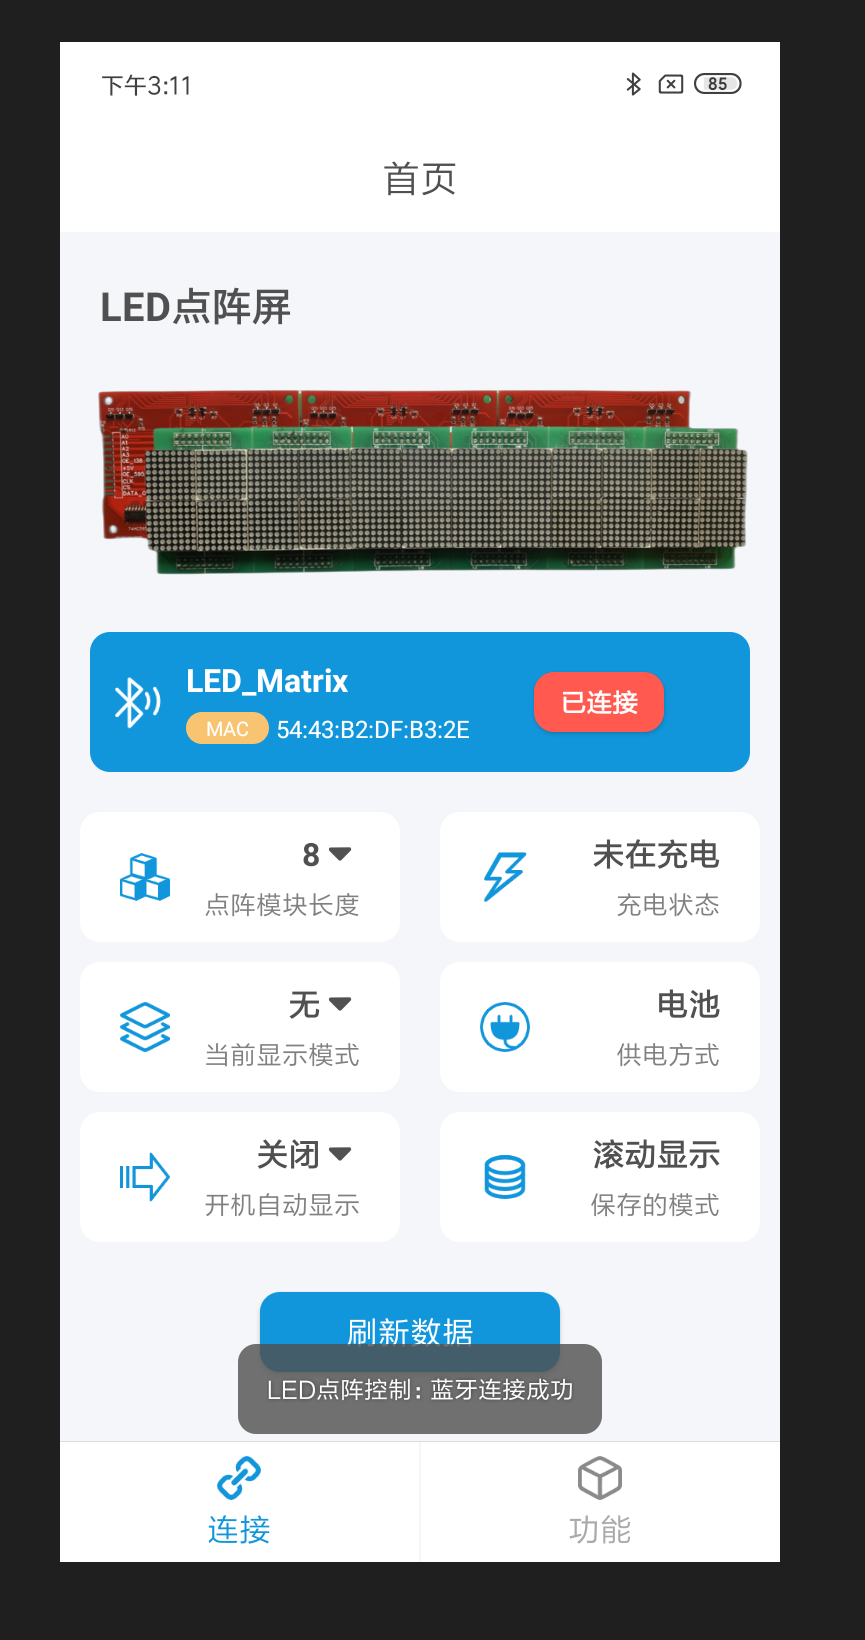 下午3:11
85
首页
LED点阵屏
LED_Matrix
MAC 54:43:B2:DF:B3:2E
已连接
8
点阵模块长度
未在充电
充电状态
无
当前显示模式
电池
供电方式
关闭
开机自动显示
滚动显示
保存的模式
刷新数据
LED点阵控制：蓝牙连接成功
连接
功能